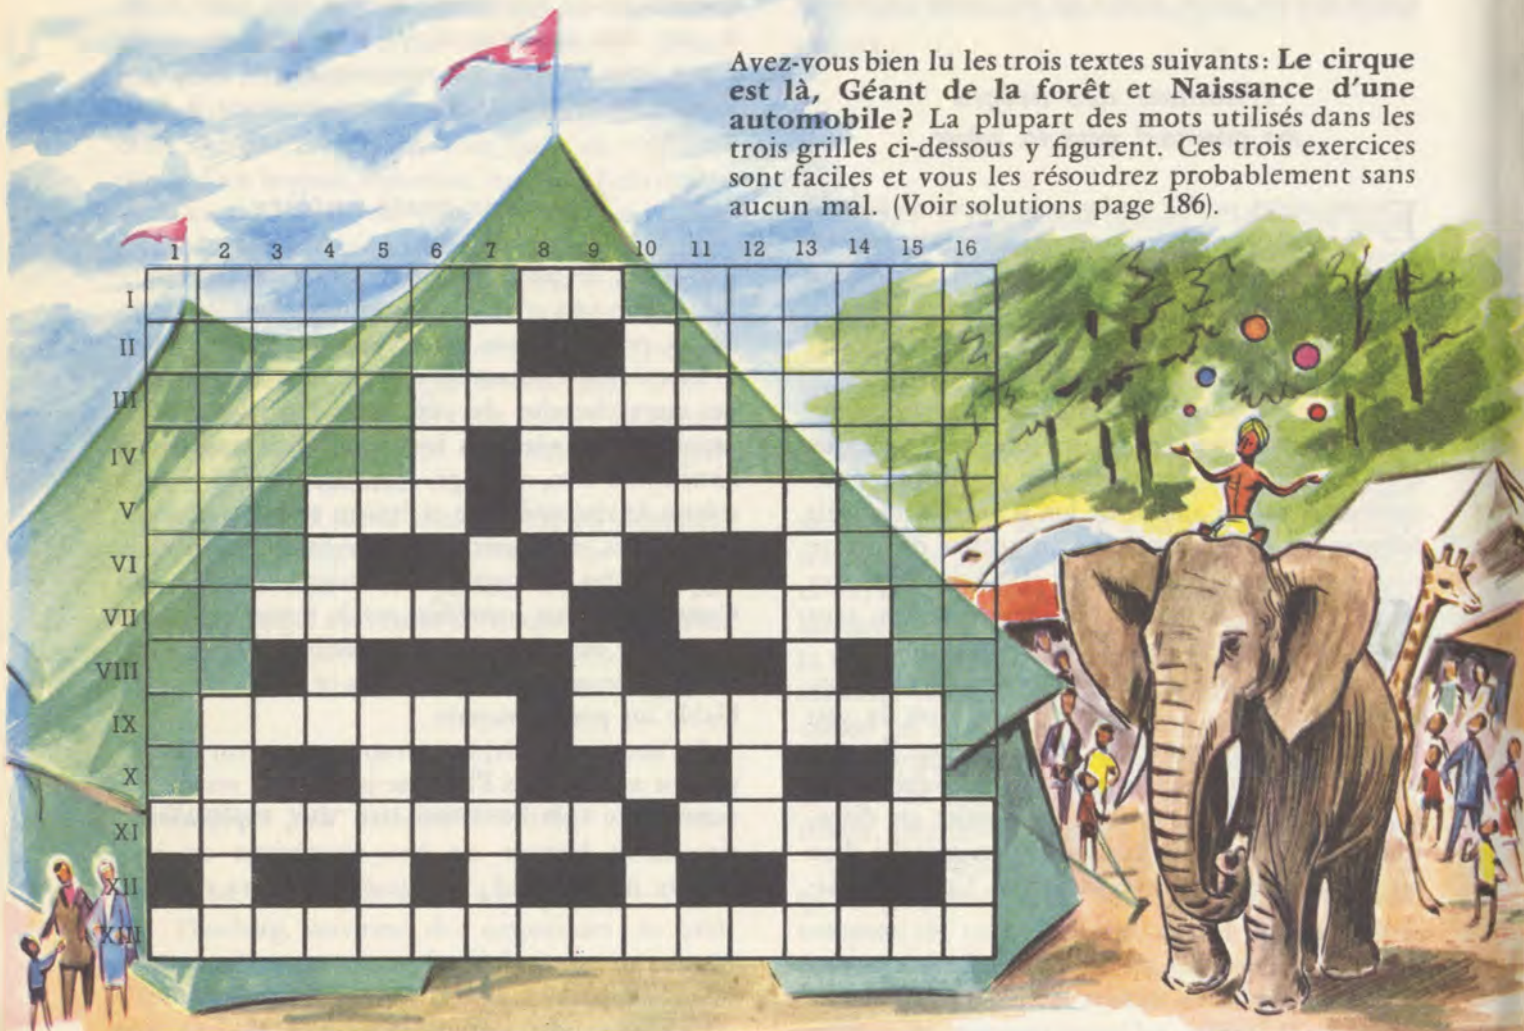 Avez-vous bien lu les trois textes suivants: Le cirque
est là, Géant de la forêt et Naissance d'une
automobile? La plupart des mots utilisés dans les
trois grilles ci-dessous y figurent. Ces trois exercices
sont faciles et vous les résoudrez probablement sans
aucun mal. (Voir solutions page 186).
1 2 3 4 5 6 7 8 9 10 11 12 13 14 15 16
I
II
III
IV
V
VI
VII
VIII
IX
X
XI
XII
XIII